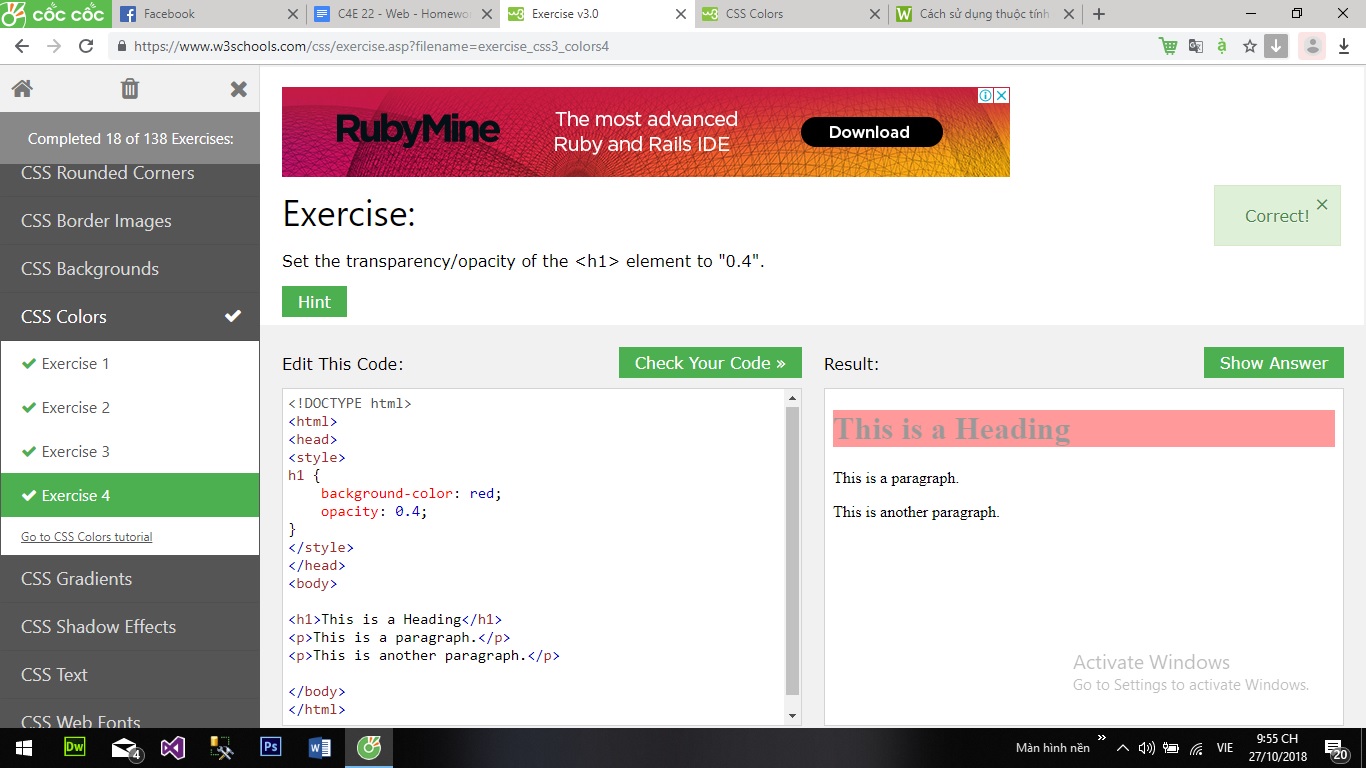 cốc cốc
Facebook
C4E 22 - Web - Homewo
Exercise v3.0
CSS Colors
Cách sử dụng thuộc tính
https://www.w3schools.com/css/exercise.asp?filename=exercise_css3_colors4
Completed 18 of 138 Exercises:
CSS Rounded Corners
CSS Border Images
CSS Backgrounds
CSS Colors
Exercise 1
Exercise 2
Exercise 3
Exercise 4
Go to CSS Colors tutorial
CSS Gradients
CSS Shadow Effects
CSS Text
CSS Web Fonts
RubyMine
The most advanced
Ruby and Rails IDE
Download
Exercise:
Correct!
Set the transparency/opacity of the <h1> element to "0.4".
Hint
Edit This Code:
Check Your Code »
<!DOCTYPE html>
<html>
<head>
<style>
h1 {
    background-color: red;
    opacity: 0.4;
}
</style>
</head>
<body>
<h1>This is a Heading</h1>
<p>This is a paragraph.</p>
<p>This is another paragraph.</p>
</body>
</html>
Result:
Show Answer
This is a Heading
This is a paragraph.
This is another paragraph.
Activate Windows
Go to Settings to activate Windows.
Dw
4
Ps
W
Màn hình nền
VIE
9:55 CH
27/10/2018
20